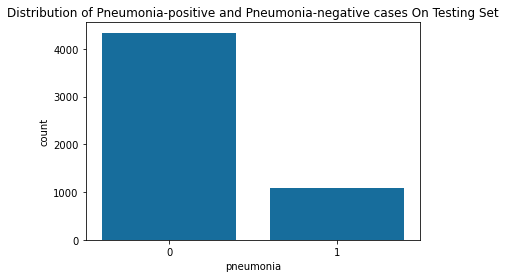 Distribution of Pneumonia-positive and Pneumonia-negative cases On Testing Set
4000
3000
2000
1000
0
count
0 1
pneumonia